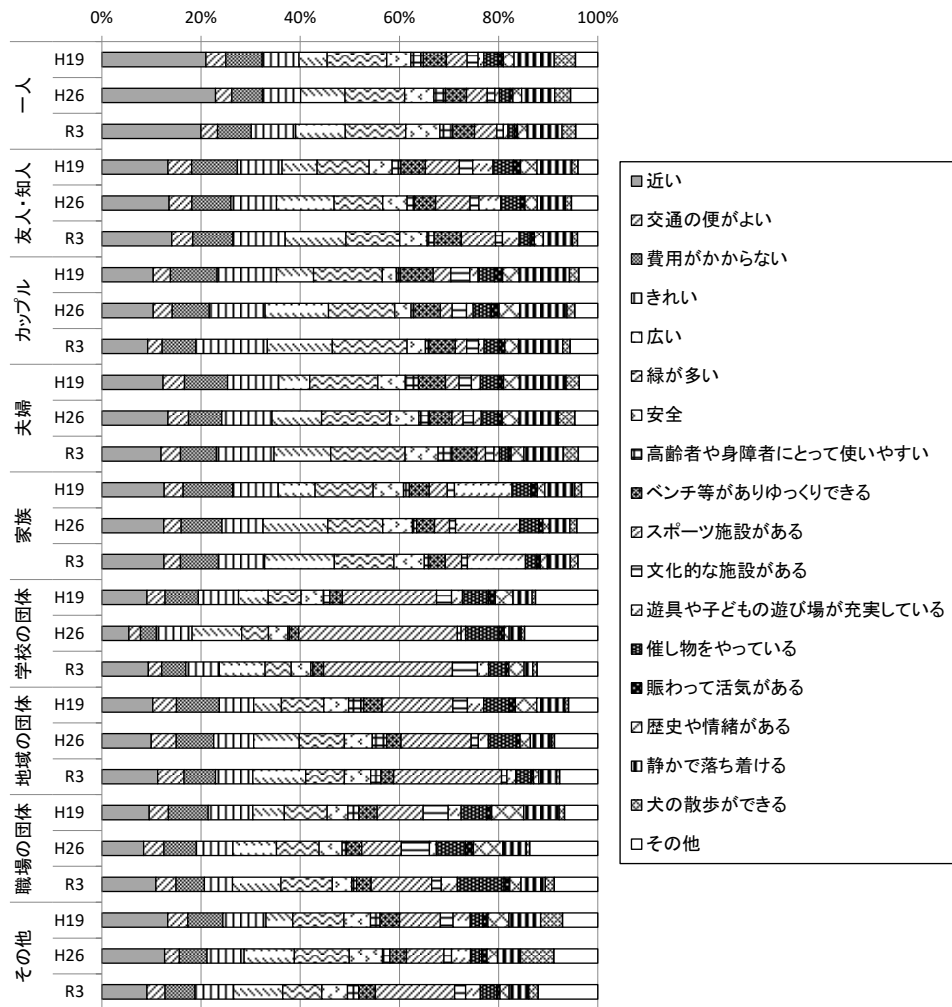 0% 20% 40% 60% 80% 100%
一人
H19
H26
R3
友人・知人
H19
H26
R3
カップル
H19
H26
R3
夫婦
H19
H26
R3
家族
H19
H26
R3
学校の団体
H19
H26
R3
地域の団体
H19
H26
R3
職場の団体
H19
H26
R3
その他
H19
H26
R3
近い
交通の便がよい
費用がかからない
きれい
広い
緑が多い
安全
高齢者や身障者にとって使いやすい
ベンチ等がありゆっくりできる
スポーツ施設がある
文化的な施設がある
遊具や子どもの遊び場が充実している
催し物をやっている
賑わって活気がある
歴史や情緒がある
静かで落ち着ける
犬の散歩ができる
その他